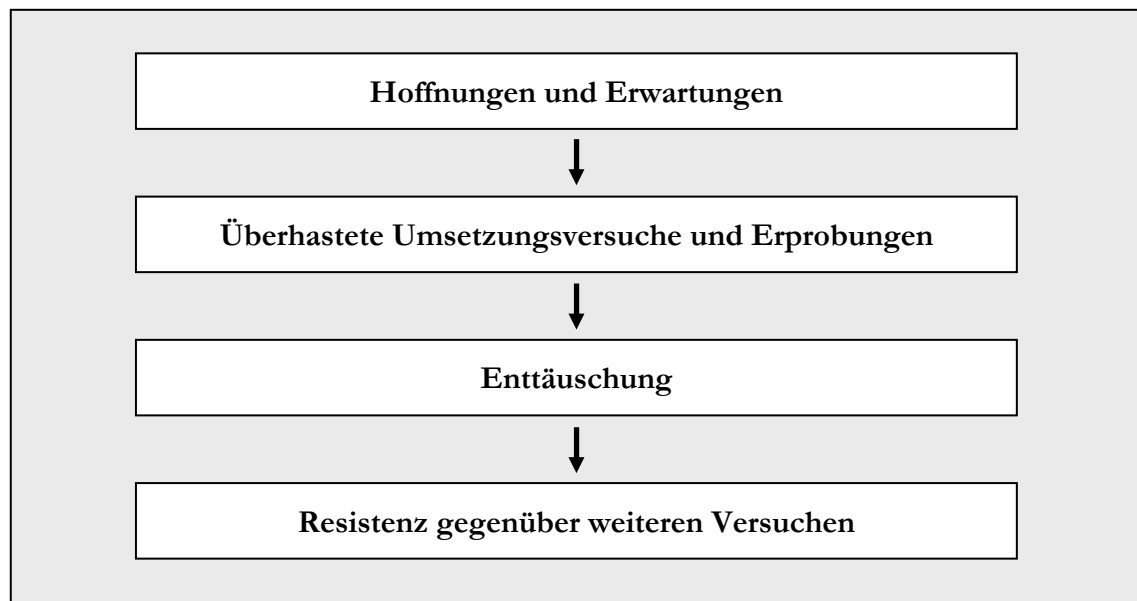 Hoffnungen und Erwartungen
Überhastete Umsetzungsversuche und Erprobungen
Enttäuschung
Resistenz gegenüber weiteren Versuchen